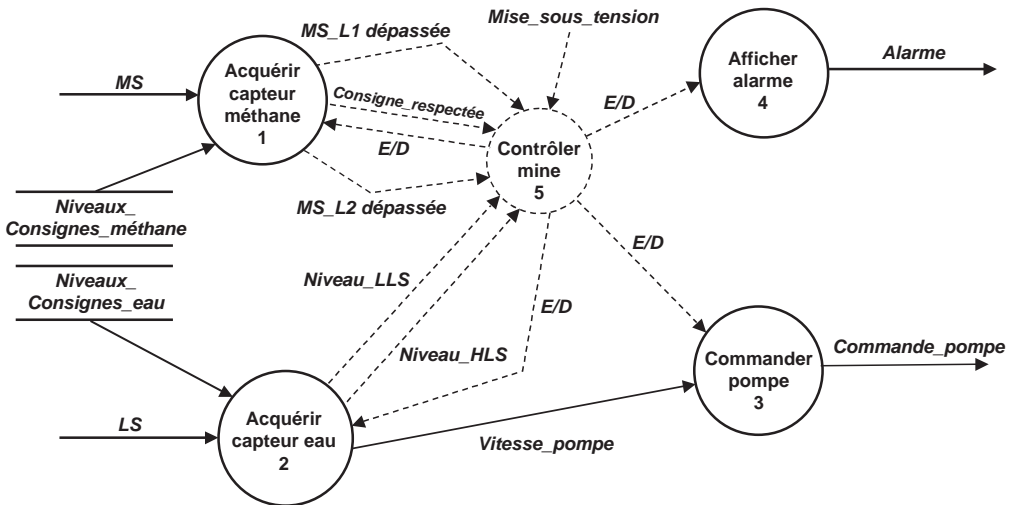 MS_L1 dépassée
Mise_sous_tension
Acquérir
capteur
méthane
1
MS
Consigne_respectée
E/D
MS_L2 dépassée
Contrôler
mine
5
E/D
Afficher
alarme
4
Alarme
Niveaux_
Consignes_méthane
Niveaux_
Consignes_eau
Niveau_LLS
Niveau_HLS
E/D
E/D
LS
Acquérir
capteur eau
2
Vitesse_pompe
Commander
pompe
3
Commande_pompe